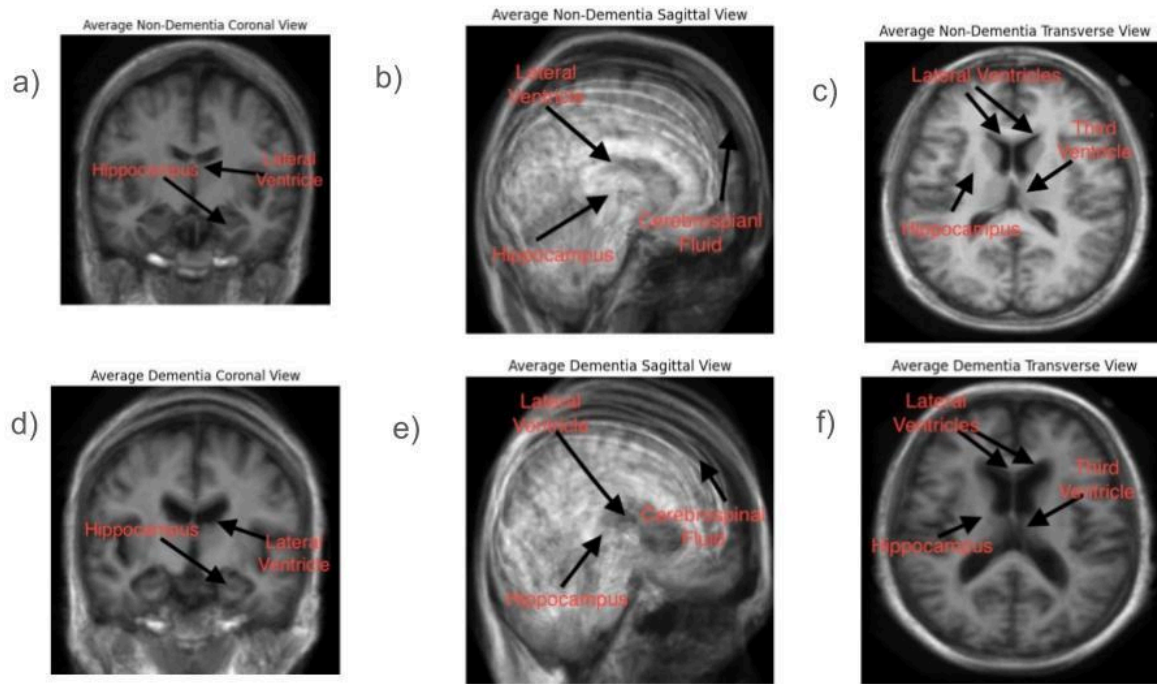 Average Non-Dementia Coronal View
a)
Hippocampus
Lateral
Ventricle
Average Non-Dementia Sagittal View
b)
Lateral
Ventricle
Hippocampus
Cerebrospianl
Fluid
Average Non-Dementia Transverse View
c)
Lateral Ventricles
Third
Ventricle
Hippocampus
Average Dementia Coronal View
d)
Hippocampus
Lateral
Ventricle
Average Dementia Sagittal View
e)
Lateral
Ventricle
Cerebrospinal
Fluid
Hippocampus
Average Dementia Transverse View
f)
Lateral
Ventricles
Third
Ventricle
Hippocampus